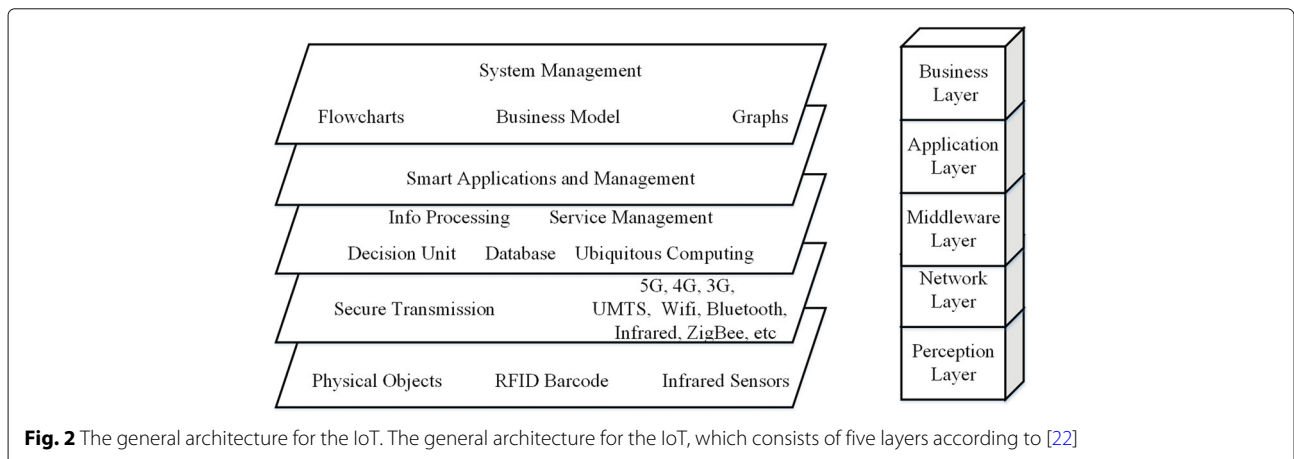 System Management
Flowcharts Business Model Graphs
Smart Applications and Management
Info Processing Service Management
Decision Unit Database Ubiquitous Computing
Secure Transmission
5G, 4G, 3G,
UMTS, Wifi, Bluetooth,
Infrared, ZigBee, etc
Physical Objects RFID Barcode Infrared Sensors
Business
Layer
Application
Layer
Middleware
Layer
Network
Layer
Perception
Layer
Fig. 2 The general architecture for the IoT. The general architecture for the IoT, which consists of five layers according to [22]